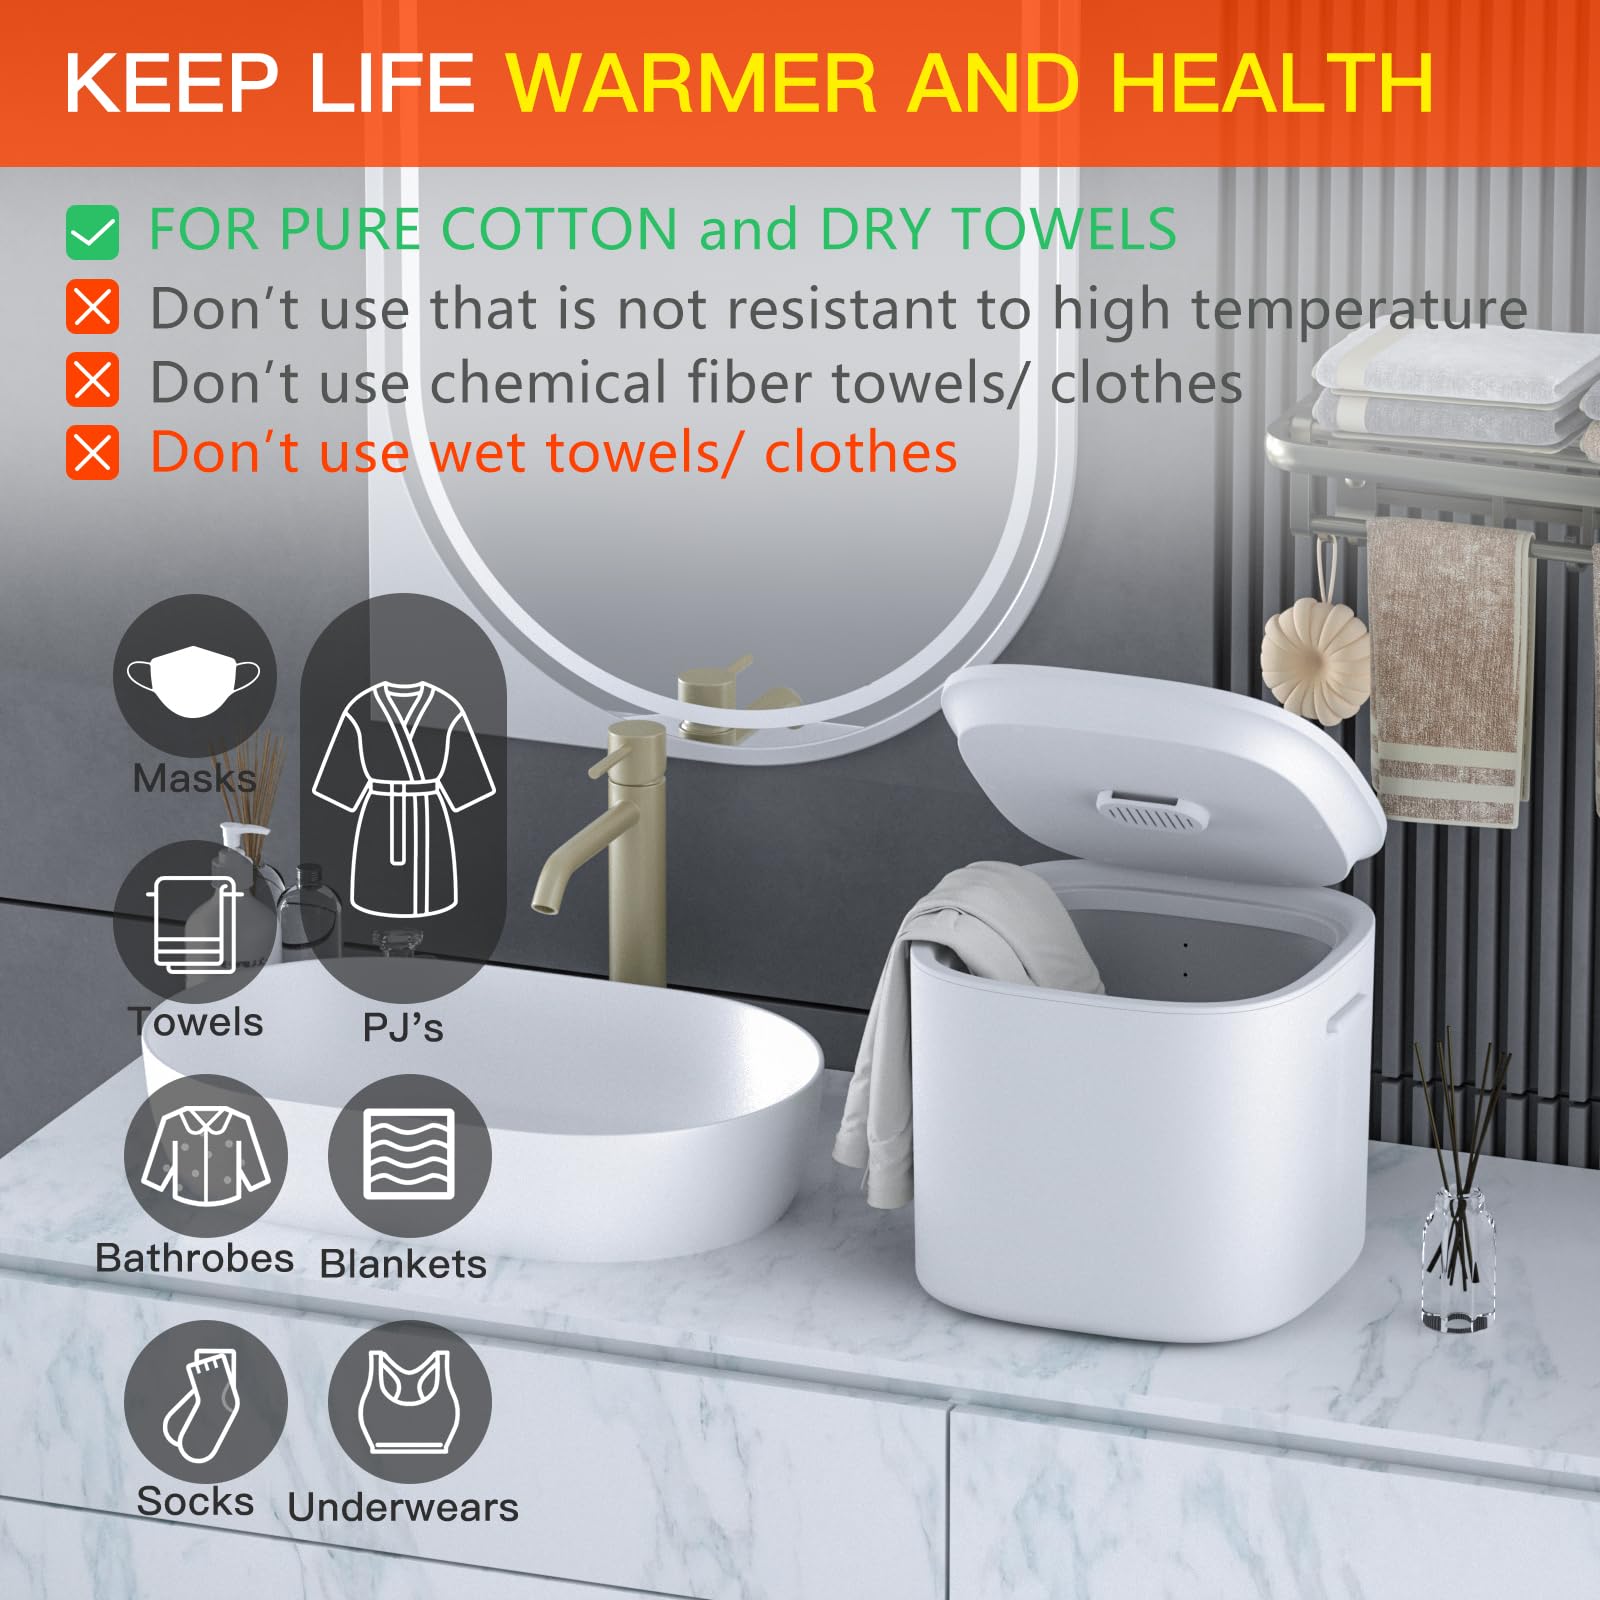 KEEP LIFE WARMER AND HEALTH
FOR PURE COTTON and DRY TOWELS
Don't use that is not resistant to high temperature
Don't use chemical fiber towels/ clothes
Don't use wet towels/ clothes
Masks
Towels
PJ's
Bathrobes
Blankets
Socks
Underwears